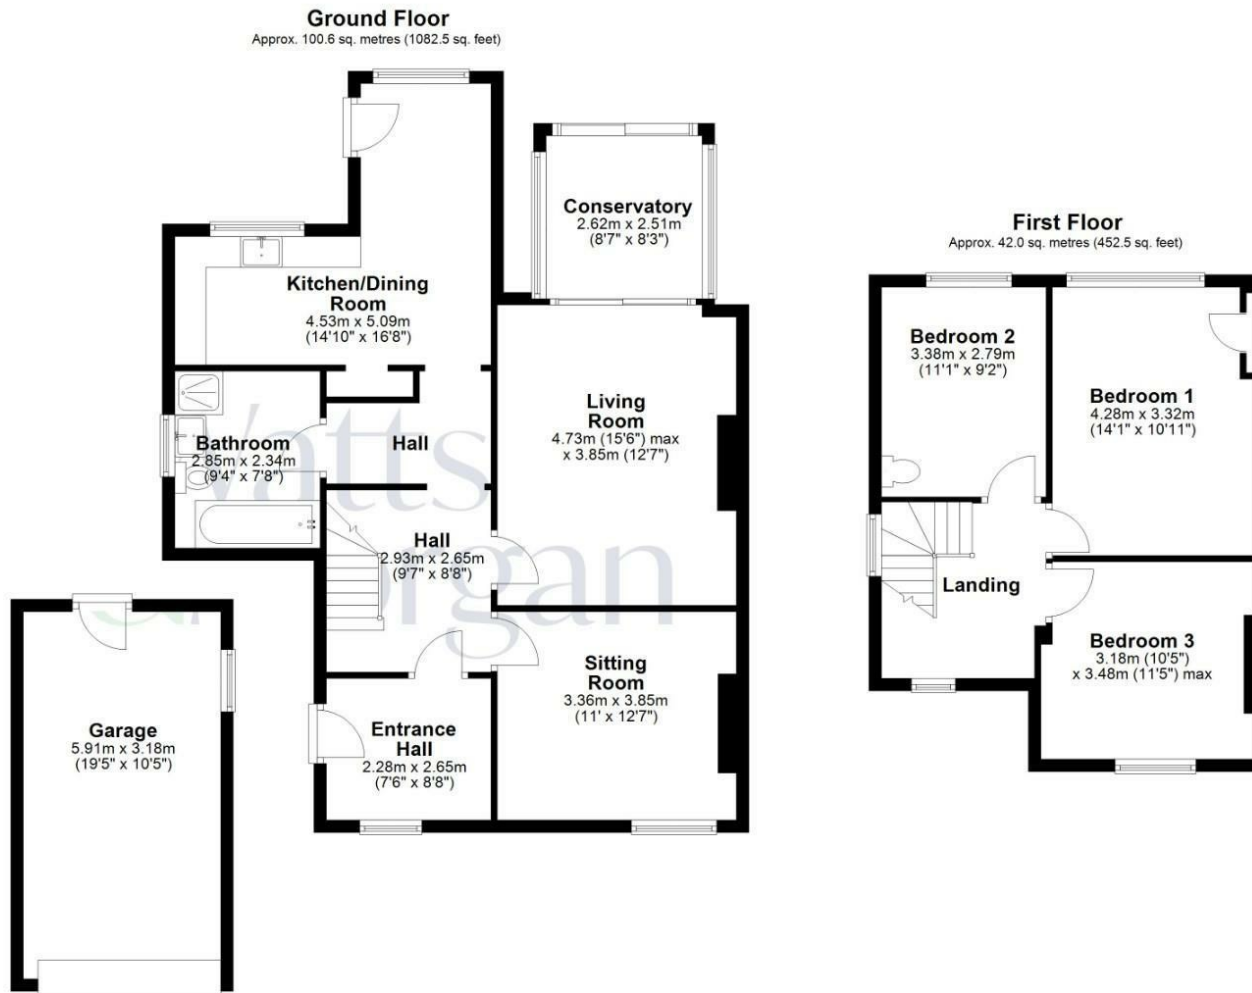 Ground Floor
Approx. 100.6 sq. metres (1082.5 sq. feet)
Conservatory
2.62m x 2.51m
(8'7" x 8'3")
Kitchen/Dining
Room
4.53m x 5.09m
(14'10" x 16'8")
Living
Room
4.73m (15'6") max
x 3.85m (12'7")
Bathroom
2.85m x 2.34m
(9'4" x 7'8")
Hall
Hall
2.93m x 2.65m
(9'7" x 8'8")
Sitting
Room
3.36m x 3.85m
(11' x 12'7")
Entrance
Hall
2.28m x 2.65m
(7'6" x 8'8")
Garage
5.91m x 3.18m
(19'5" x 10'5")
First Floor
Approx. 42.0 sq. metres (452.5 sq. feet)
Bedroom 2
3.38m x 2.79m
(11'1" x 9'2")
Bedroom 1
4.28m x 3.32m
(14'1" x 10'11")
Landing
Bedroom 3
3.18m (10'5")
x 3.48m (11'5") max
Watts
Morgan